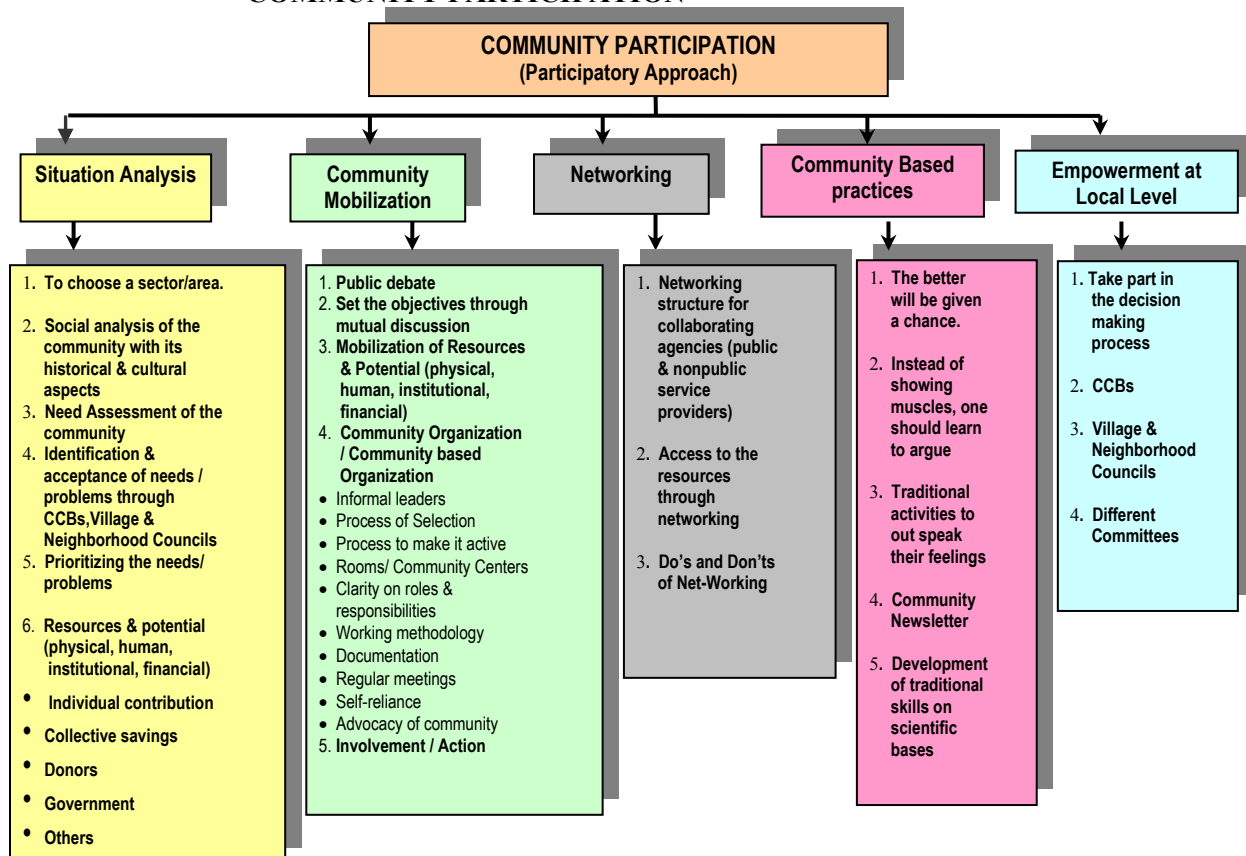 COMMUNITY PARTICIPATION
COMMUNITY PARTICIPATION
(Participatory Approach)
Situation Analysis
Community
Mobilization
Networking
Community Based
practices
Empowerment at
Local Level
1. To choose a sector/area.
2. Social analysis of the
community with its
historical & cultural
aspects
3. Need Assessment of the
community
4. Identification &
acceptance of needs /
problems through
CCBs,Village &
Neighborhood Councils
5. Prioritizing the needs/
problems
6. Resources & potential
(physical, human,
institutional, financial)
• Individual contribution
• Collective savings
• Donors
• Government
• Others
1. Public debate
2. Set the objectives through
mutual discussion
3. Mobilization of Resources
& Potential (physical,
human, institutional,
financial)
4. Community Organization
/ Community based
Organization
• Informal leaders
• Process of Selection
• Process to make it active
• Rooms/ Community Centers
• Clarity on roles &
responsibilities
• Working methodology
• Documentation
• Regular meetings
• Self-reliance
• Advocacy of community
5. Involvement / Action
1. Networking
structure for
collaborating
agencies (public
& nonpublic
service
providers)
2. Access to the
resources
through
networking
3. Do's and Don'ts
of Net-Working
1. The better
will be given
a chance.
2. Instead of
showing
muscles, one
should learn
to argue
3. Traditional
activities to
out speak
their feelings
4. Community
Newsletter
5. Development
of traditional
skills on
scientific
bases
1. Take part in
the decision
making
process
2. CCBs
3. Village &
Neighborhood
Councils
4. Different
Committees